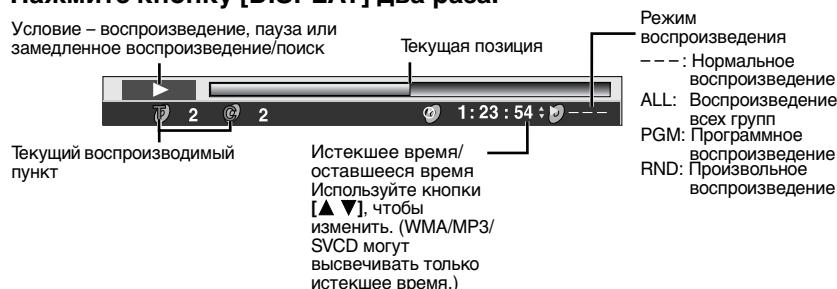 Нажмите кнопку [DISPLAY] два раза.
Условие – воспроизведение, пауза или
замедленное воспроизведение/поиск
Текущая позиция
Режим
воспроизведения
– – –: Нормальное
воспроизведение
ALL: Воспроизведение
всех групп
PGM: Программное
воспроизведение
RND: Произвольное
воспроизведение
T 2 C 2 1:23:54 – – –
Текущий воспроизводимый
пункт
Истекшее время/
оставшееся время
Используйте кнопки
[▲ ▼], чтобы
изменить. (WMA/MP3/
SVCD могут
высвечивать только
истекшее время.)